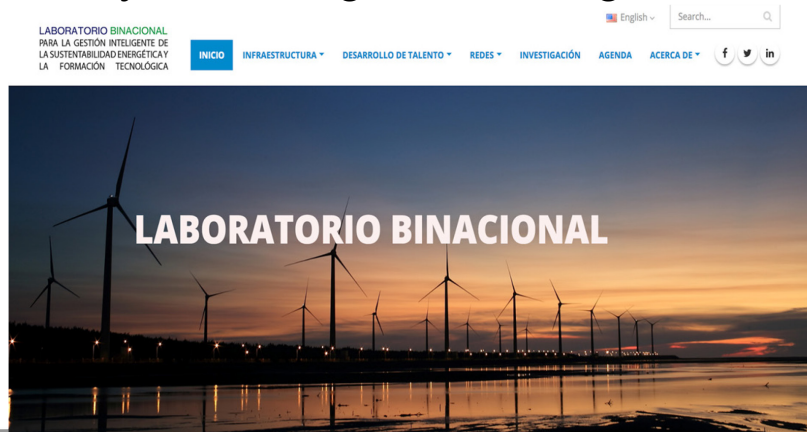 English
Search...
LABORATORIO BINACIONAL
PARA LA GESTIÓN INTELIGENTE DE
LA SUSTENTABILIDAD ENERGÉTICA Y
LA FORMACIÓN TECNOLÓGICA
INICIO INFRAESTRUCTURA DESARROLLO DE TALENTO REDES INVESTIGACIÓN AGENDA ACERCA DE
LABORATORIO BINACIONAL